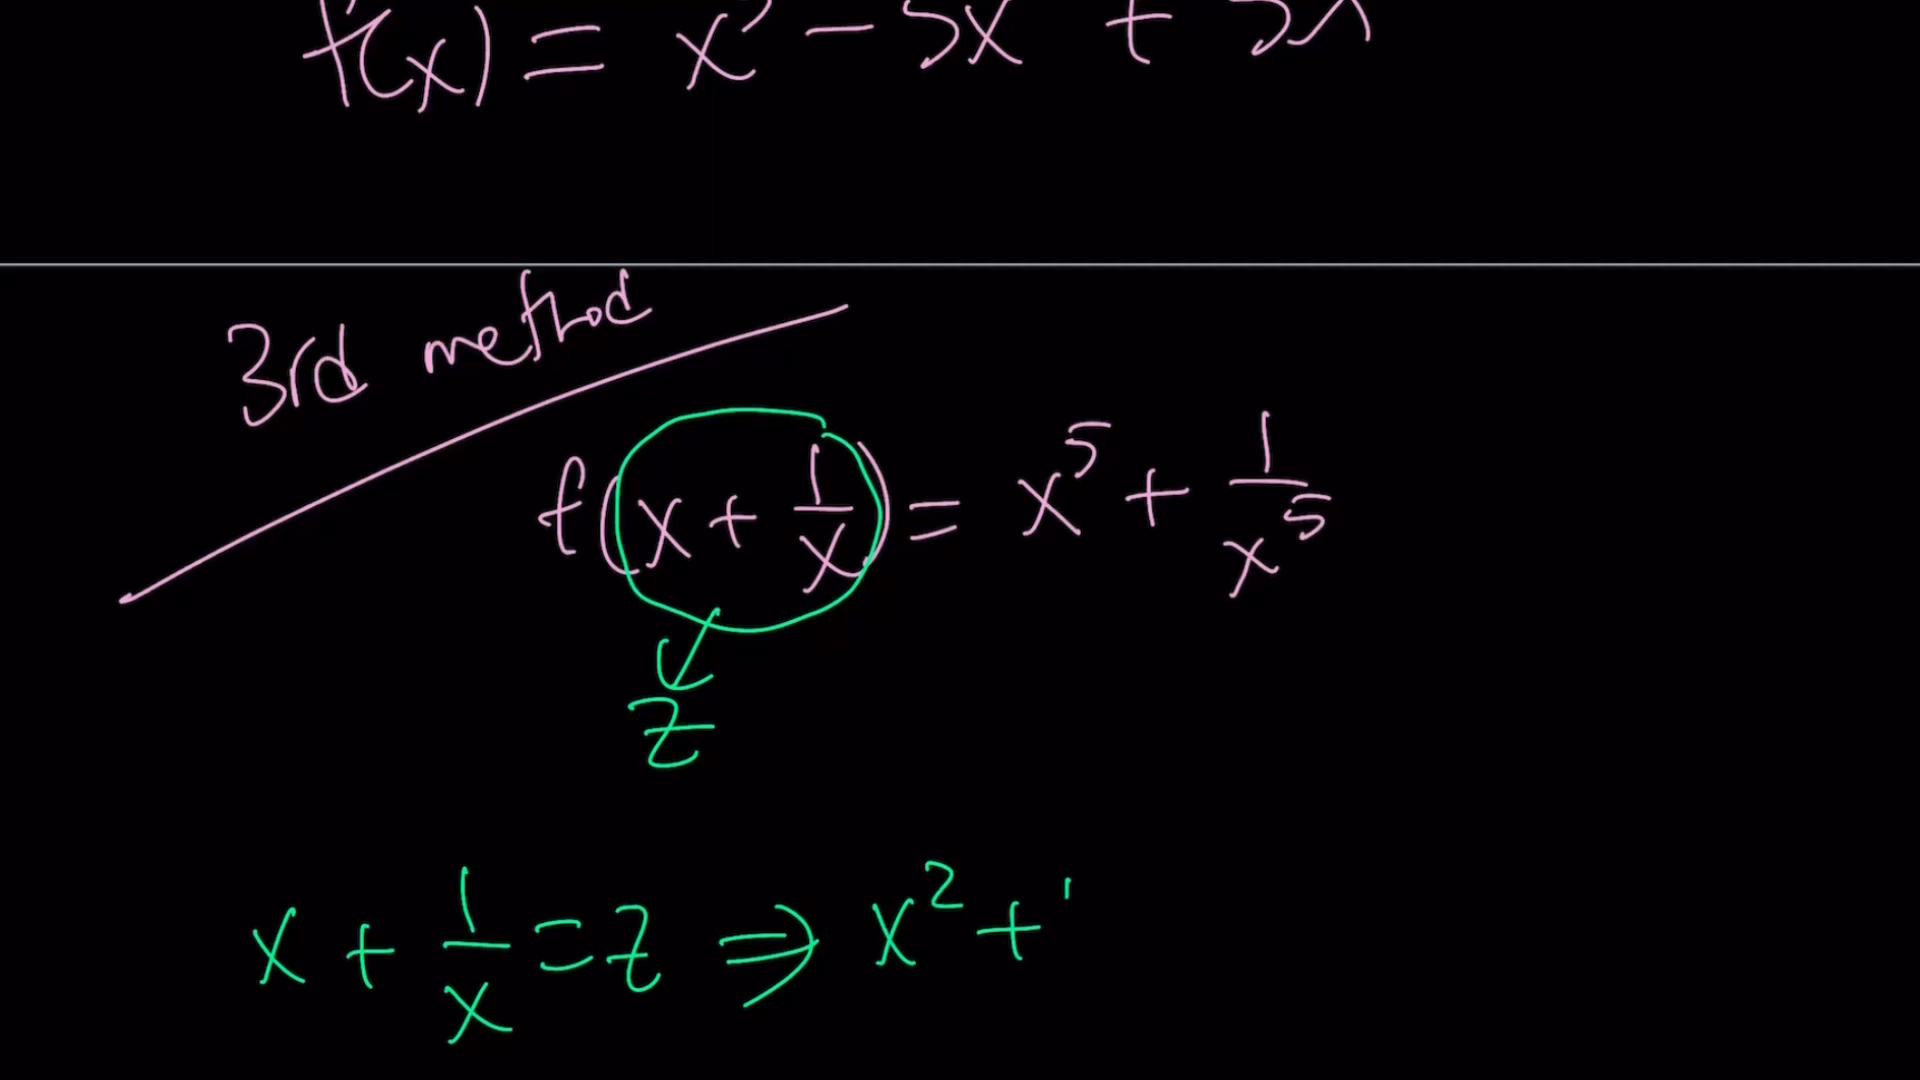 f(x) = x⁵ - 5x³ + 5x
3rd method
f(x + 1/x) = x⁵ + 1/x⁵
z
x + 1/x = z ⇒ x² + '